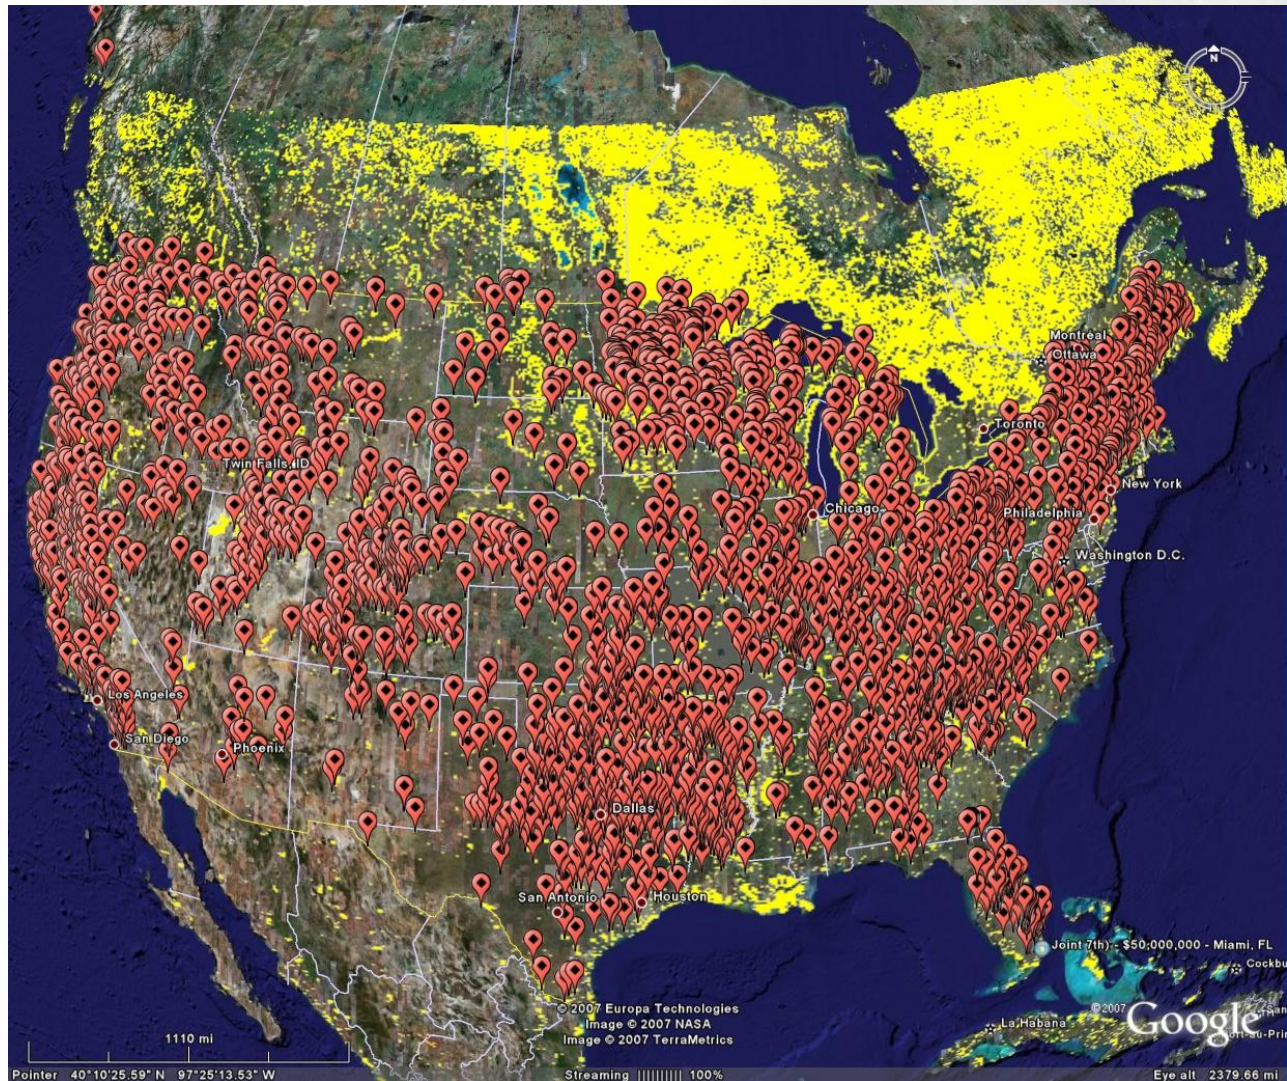 N
Montréal
Ottawa
Toronto
Twin Falls, ID
New York
Chicago
Philadelphia
Washington D.C.
Los Angeles
San Diego
Phoenix
Dallas
San Antonio
Houston
Joint 7th) - $50,000,000 - Miami, FL
© 2007 Europa Technologies
Image © 2007 NASA
Image © 2007 TerraMetrics
©2007 Google
La Habana
1110 mi
Pointer 40°10'25.59" N 97°25'13.53" W
Streaming |||||||||| 100%
Eye alt 2379.66 mi